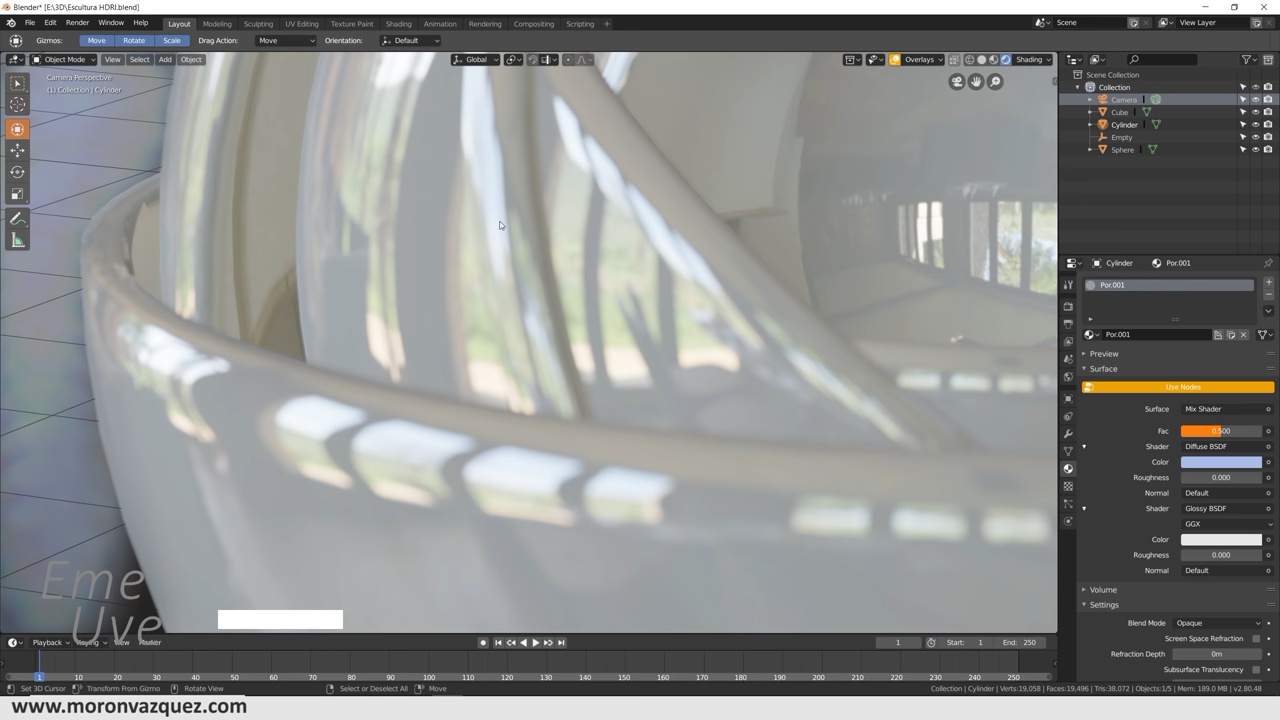 Blender* [E:\3D\Escultura HDRI.blend]
File Edit Render Window Help Layout Modeling Sculpting UV Editing Texture Paint Shading Animation Rendering Compositing Scripting + Scene View Layer
Gizmos: Move Rotate Scale Drag Action: Move Orientation: Default
Object Mode View Select Add Object Global Overlays Shading
Camera Perspective
(1) Collection | Cylinder
Scene Collection
Collection
Camera
Cube
Cylinder
Empty
Sphere
Cylinder Por.001
Por.001
Por.001
Preview
Surface
Use Nodes
Surface Mix Shader
Fac 0.500
Shader Diffuse BSDF
Color
Roughness 0.000
Normal Default
Shader Glossy BSDF
GGX
Color
Roughness 0.000
Normal Default
Volume
Settings
Blend Mode Opaque
Screen Space Refraction
Refraction Depth 0m
Subsurface Translucency
Eme
Uve
Playback Keying View Marker 1 Start: 1 End: 250
1 10 20 30 40 50 60 70 80 90 100 110 120 130 140 150 160 170 180 190 200 210 220 230 240 250
Set 3D Cursor Transform From Gizmo Rotate View Select or Deselect All Move Collection | Cylinder | Verts:19,058 | Faces:19,496 | Tris:38,072 | Objects:1/5 | Mem: 189.0 MB | v2.80.48
www.moronvazquez.com